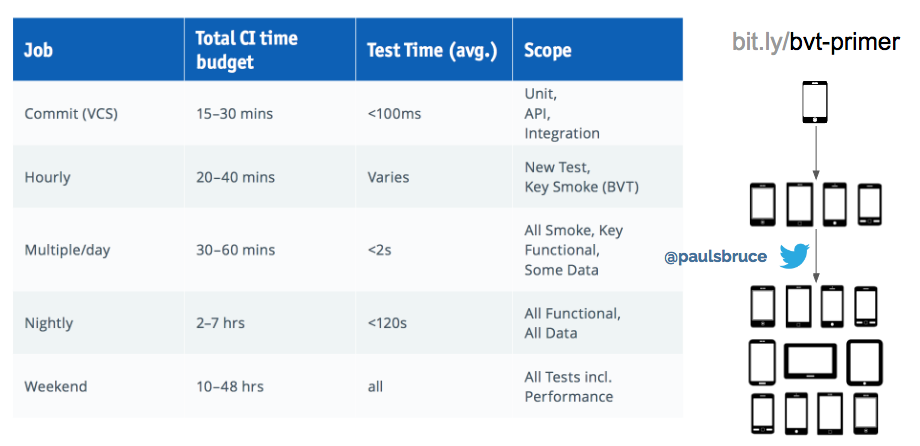 Job
Total CI time
budget
Test Time (avg.)
Scope
Commit (VCS)
15–30 mins
<100ms
Unit,
API,
Integration
Hourly
20–40 mins
Varies
New Test,
Key Smoke (BVT)
Multiple/day
30–60 mins
<2s
All Smoke, Key
Functional,
Some Data
Nightly
2–7 hrs
<120s
All Functional,
All Data
Weekend
10–48 hrs
all
All Tests incl.
Performance
bit.ly/bvt-primer
@paulsbruce